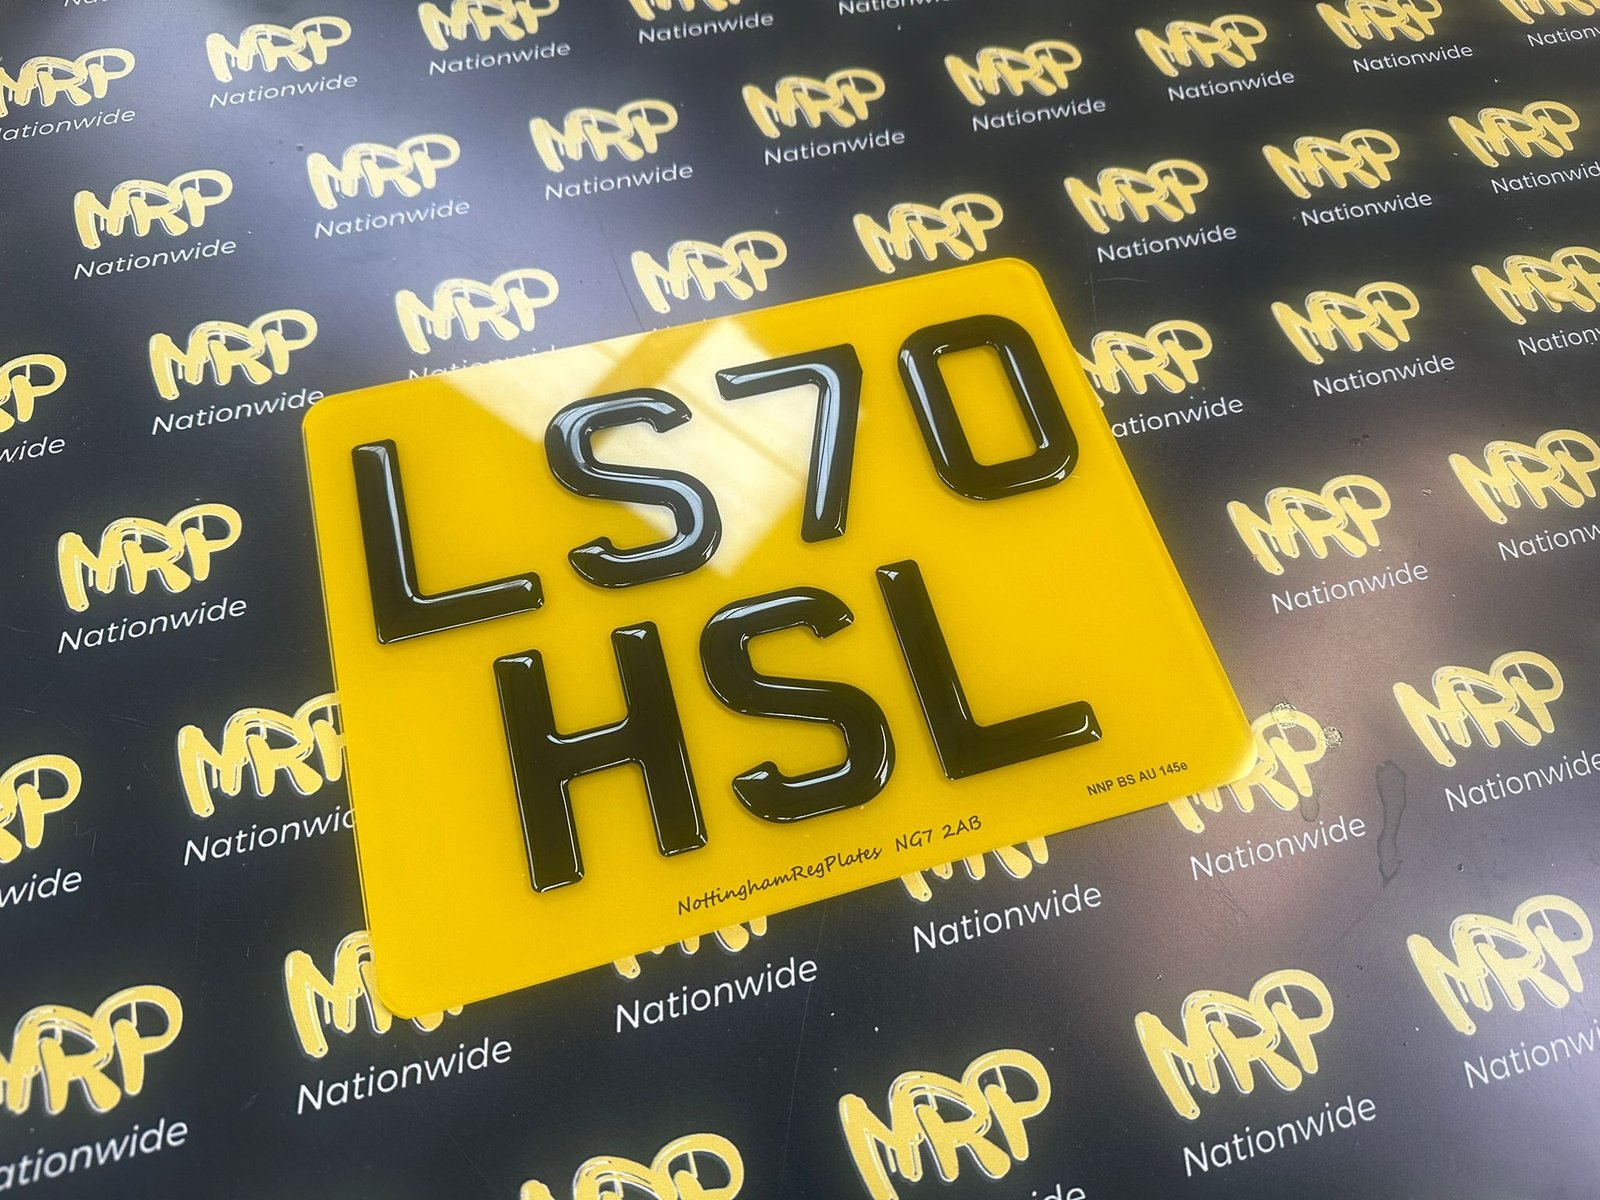 LS70
HSL
NNP BS AU 145e
NottinghamRegPlates NG7 2AB
MRP
Nationwide